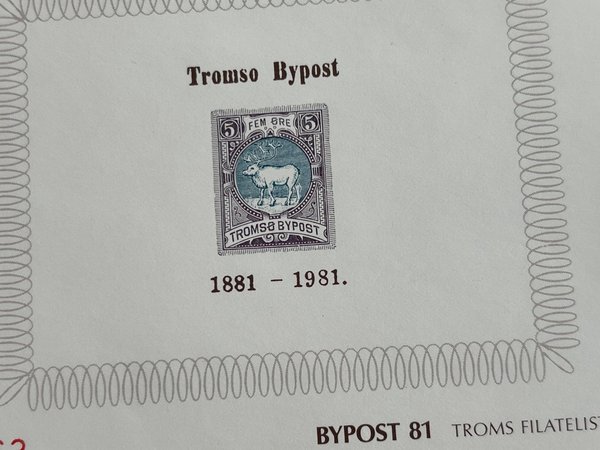 Tromso Bypost
5 FEM ØRE 5
TROMSØ BYPOST
1881 – 1981.
BYPOST 81 TROMS FILATELIST